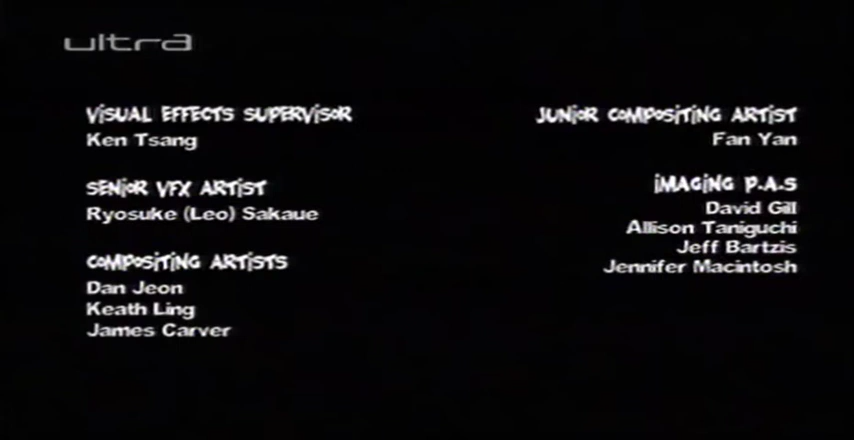 ultra
VISUAL EFFECTS SUPERVISOR
Ken Tsang
SENIOR VFX ARTIST
Ryosuke (Leo) Sakaue
COMPOSITING ARTISTS
Dan Jeon
Keath Ling
James Carver
JUNIOR COMPOSITING ARTIST
Fan Yan
IMAGING P.A.S
David Gill
Allison Taniguchi
Jeff Bartzis
Jennifer Macintosh